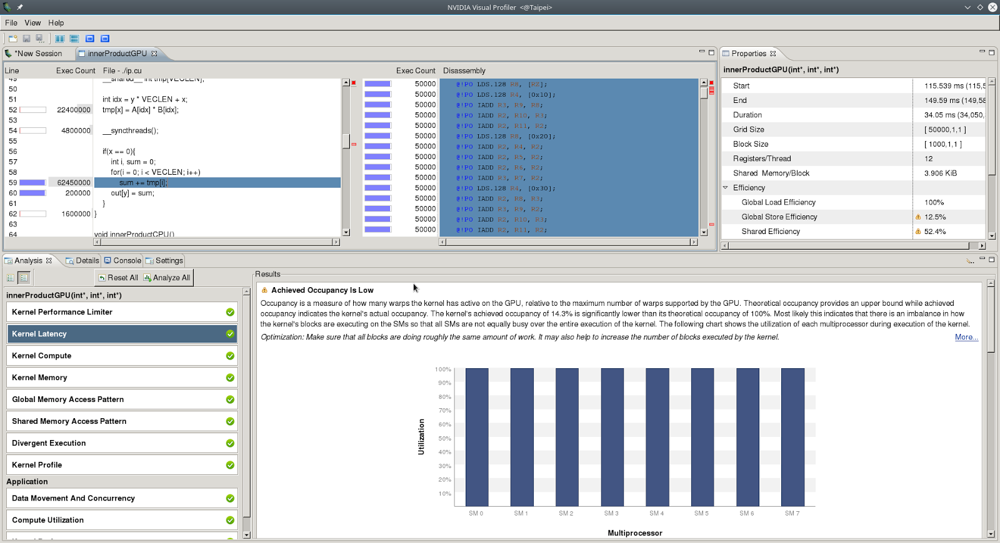 NVIDIA Visual Profiler <@Taipei>
File View Help
*New Session
innerProductGPU
Line Exec Count File - ./ip.cu
49 __shared__ int tmp[VECLEN];
50
51 int idx = y * VECLEN + x;
52 22400000 tmp[x] = A[idx] * B[idx];
53
54 4800000 __syncthreads();
55
56 if(x == 0){
57 int i, sum = 0;
58 for(i = 0; i < VECLEN; i++)
59 62450000 sum += tmp[i];
60 200000 out[y] = sum;
61 }
62 1600000 }
63
64 void innerProductCPU()
Exec Count Disassembly
50000 @!P0 LDS.128 R8, [RZ];
50000 @!P0 LDS.128 R4, [0x10];
50000 @!P0 IADD R3, R9, R8;
50000 @!P0 IADD R2, R10, R3;
50000 @!P0 IADD R2, R11, R2;
50000 @!P0 LDS.128 R8, [0x20];
50000 @!P0 IADD R2, R4, R2;
50000 @!P0 IADD R2, R5, R2;
50000 @!P0 IADD R2, R6, R2;
50000 @!P0 IADD R3, R7, R2;
50000 @!P0 LDS.128 R4, [0x30];
50000 @!P0 IADD R2, R8, R3;
50000 @!P0 IADD R3, R9, R2;
50000 @!P0 IADD R2, R10, R3;
50000 @!P0 IADD R2, R11, R2;
Properties
innerProductGPU(int*, int*, int*)
Start 115.539 ms (115,5
End 149.59 ms (149,58
Duration 34.05 ms (34,050,
Grid Size [ 50000,1,1 ]
Block Size [ 1000,1,1 ]
Registers/Thread 12
Shared Memory/Block 3.906 KiB
Efficiency
Global Load Efficiency 100%
Global Store Efficiency 12.5%
Shared Efficiency 52.4%
Analysis Details Console Settings
Reset All Analyze All
innerProductGPU(int*, int*, int*)
Kernel Performance Limiter
Kernel Latency
Kernel Compute
Kernel Memory
Global Memory Access Pattern
Shared Memory Access Pattern
Divergent Execution
Kernel Profile
Application
Data Movement And Concurrency
Compute Utilization
Results
Achieved Occupancy Is Low
Occupancy is a measure of how many warps the kernel has active on the GPU, relative to the maximum number of warps supported by the GPU. Theoretical occupancy provides an upper bound while achieved
occupancy indicates the kernel's actual occupancy. The kernel's achieved occupancy of 14.3% is significantly lower than its theoretical occupancy of 100%. Most likely this indicates that there is an imbalance in how
the kernel's blocks are executing on the SMs so that all SMs are not equally busy over the entire execution of the kernel. The following chart shows the utilization of each multiprocessor during execution of the kernel.
Optimization: Make sure that all blocks are doing roughly the same amount of work. It may also help to increase the number of blocks executed by the kernel.
More...
100%
90%
80%
70%
60%
50%
40%
30%
20%
10%
Utilization
SM 0 SM 1 SM 2 SM 3 SM 4 SM 5 SM 6 SM 7
Multiprocessor